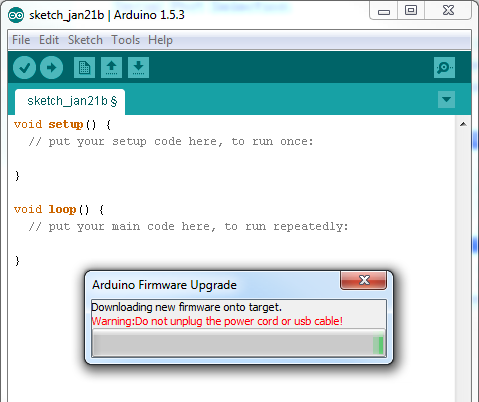 sketch_jan21b | Arduino 1.5.3
File Edit Sketch Tools Help
sketch_jan21b §
void setup() {
// put your setup code here, to run once:
}
void loop() {
// put your main code here, to run repeatedly:
}
Arduino Firmware Upgrade
Downloading new firmware onto target.
Warning:Do not unplug the power cord or usb cable!